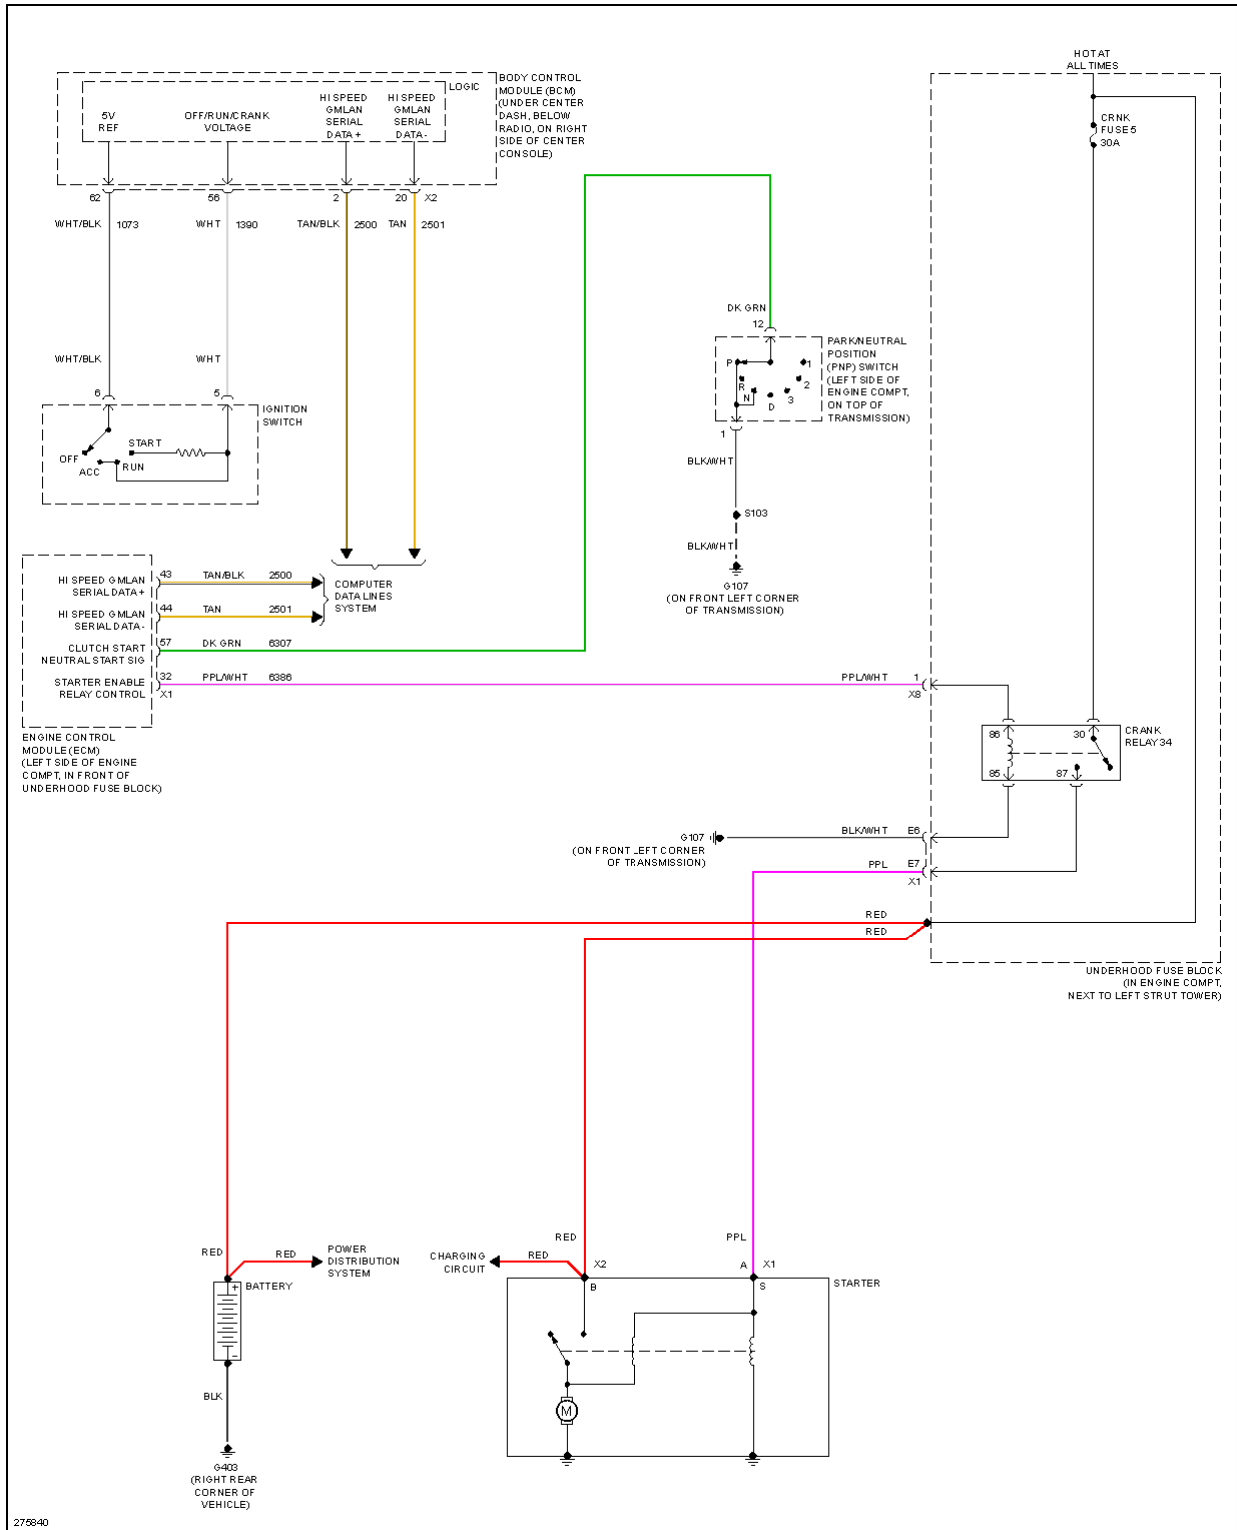 HOT AT
ALL TIMES
BODY CONTROL
MODULE (BCM)
(UNDER CENTER
DASH, BELOW
RADIO, ON RIGHT
SIDE OF CENTER
CONSOLE)
LOGIC
5V
REF
OFF/RUN/CRANK
VOLTAGE
HI SPEED
GMLAN
SERIAL
DATA +
HI SPEED
GMLAN
SERIAL
DATA-
CRNK
FUSE 5
30A
62
56
2
20
X2
WHT/BLK
1073
WHT
1390
TAN/BLK
2500
TAN
2501
DK GRN
12
PARK/NEUTRAL
POSITION
(PNP) SWITCH
(LEFT SIDE OF
ENGINE COMPT,
ON TOP OF
TRANSMISSION)
P
R
N
D
3
2
1
1
WHT/BLK
WHT
6
5
IGNITION
SWITCH
OFF
ACC
RUN
START
BLK/WHT
S103
BLK/WHT
G107
(ON FRONT LEFT CORNER
OF TRANSMISSION)
HI SPEED GMLAN
SERIAL DATA +
43
TAN/BLK
2500
HI SPEED GMLAN
SERIAL DATA-
44
TAN
2501
COMPUTER
DATA LINES
SYSTEM
CLUTCH START
NEUTRAL START SIG
57
DK GRN
6307
STARTER ENABLE
RELAY CONTROL
32
X1
PPL/WHT
6386
PPL/WHT
1
X8
ENGINE CONTROL
MODULE (ECM)
(LEFT SIDE OF ENGINE
COMPT, IN FRONT OF
UNDERHOOD FUSE BLOCK)
86
30
85
87
CRANK
RELAY 34
G107
(ON FRONT LEFT CORNER
OF TRANSMISSION)
BLK/WHT
E6
PPL
E7
X1
RED
RED
UNDERHOOD FUSE BLOCK
(IN ENGINE COMPT,
NEXT TO LEFT STRUT TOWER)
RED
RED
POWER
DISTRIBUTION
SYSTEM
CHARGING
CIRCUIT
RED
RED
X2
B
PPL
A
X1
S
STARTER
+
BATTERY
-
M
BLK
G403
(RIGHT REAR
CORNER OF
VEHICLE)
275840